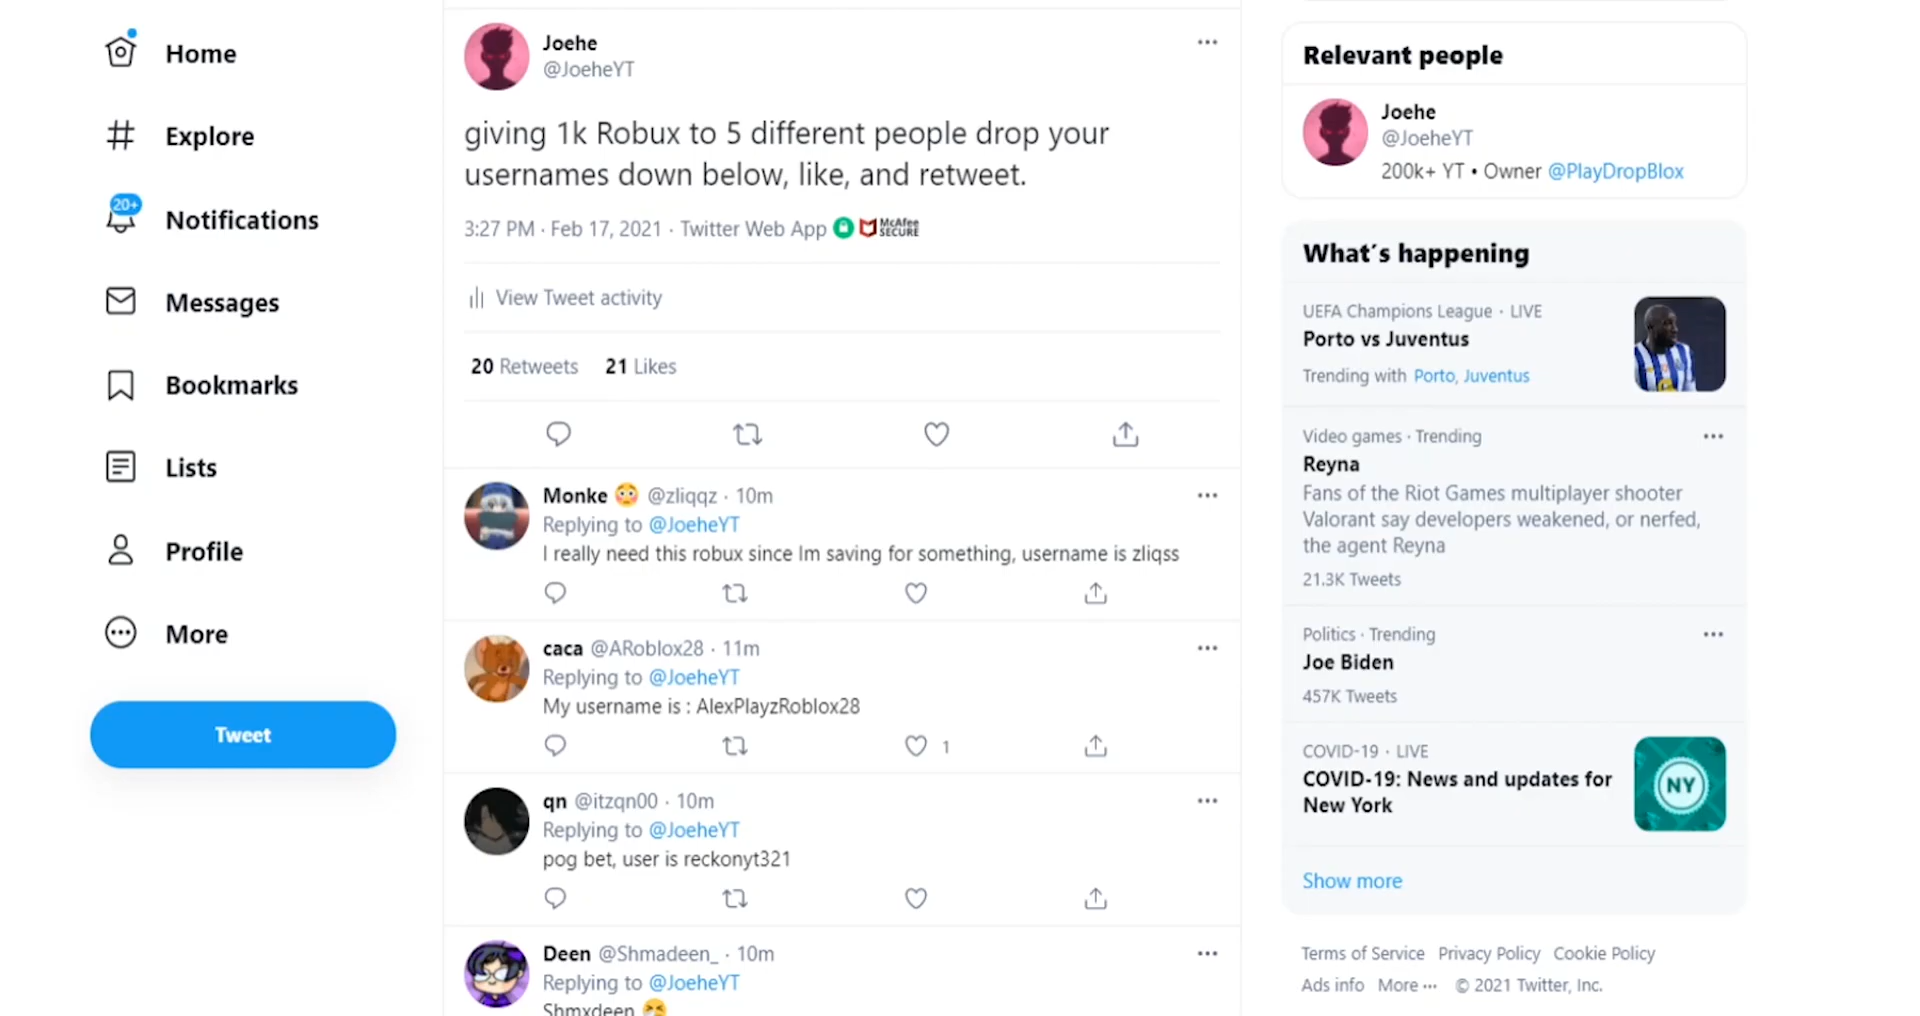 Home
Explore
20+
Notifications
Messages
Bookmarks
Lists
Profile
More
Tweet
Joehe
@JoeheYT
giving 1k Robux to 5 different people drop your
usernames down below, like, and retweet.
3:27 PM · Feb 17, 2021 · Twitter Web App McAfee SECURE
View Tweet activity
20 Retweets 21 Likes
Monke 😳 @zliqqz · 10m
Replying to @JoeheYT
I really need this robux since Im saving for something, username is zliqss
caca @ARoblox28 · 11m
Replying to @JoeheYT
My username is : AlexPlayzRoblox28
1
qn @itzqn00 · 10m
Replying to @JoeheYT
pog bet, user is reckonyt321
Deen @Shmadeen_ · 10m
Replying to @JoeheYT
Shmxdeen
Relevant people
Joehe
@JoeheYT
200k+ YT • Owner @PlayDropBlox
What's happening
UEFA Champions League · LIVE
Porto vs Juventus
Trending with Porto, Juventus
Video games · Trending
Reyna
Fans of the Riot Games multiplayer shooter
Valorant say developers weakened, or nerfed,
the agent Reyna
21.3K Tweets
Politics · Trending
Joe Biden
457K Tweets
COVID-19 · LIVE
COVID-19: News and updates for
New York
NY
Show more
Terms of Service Privacy Policy Cookie Policy
Ads info More ··· © 2021 Twitter, Inc.